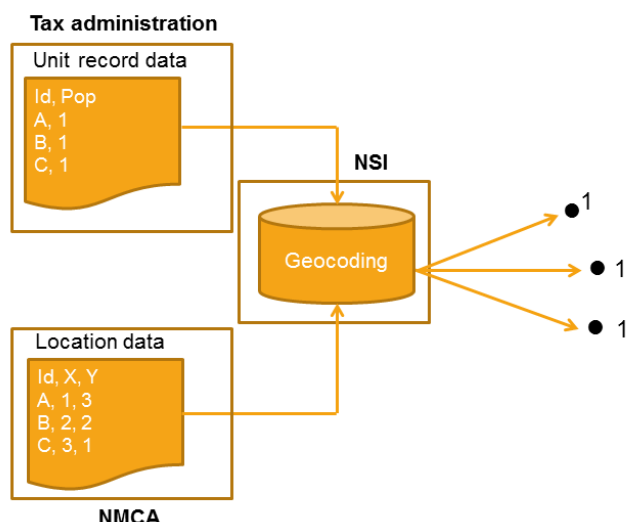 Tax administration
Unit record data
Id, Pop
A, 1
B, 1
C, 1
NSI
Geocoding
1
1
1
Location data
Id, X, Y
A, 1, 3
B, 2, 2
C, 3, 1
NMCA